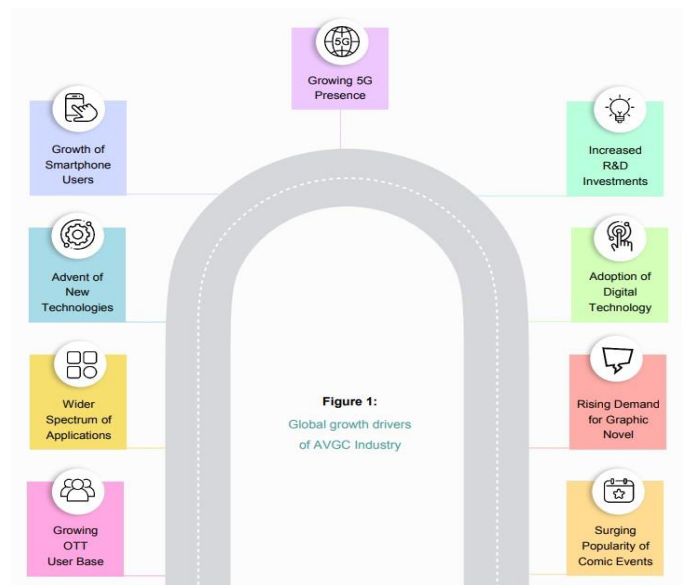 5G
Growing 5G
Presence
Growth of
Smartphone
Users
Increased
R&D
Investments
Advent of
New
Technologies
Adoption of
Digital
Technology
Wider
Spectrum of
Applications
Figure 1:
Global growth drivers
of AVGC Industry
Rising Demand
for Graphic
Novel
Growing
OTT
User Base
Surging
Popularity of
Comic Events